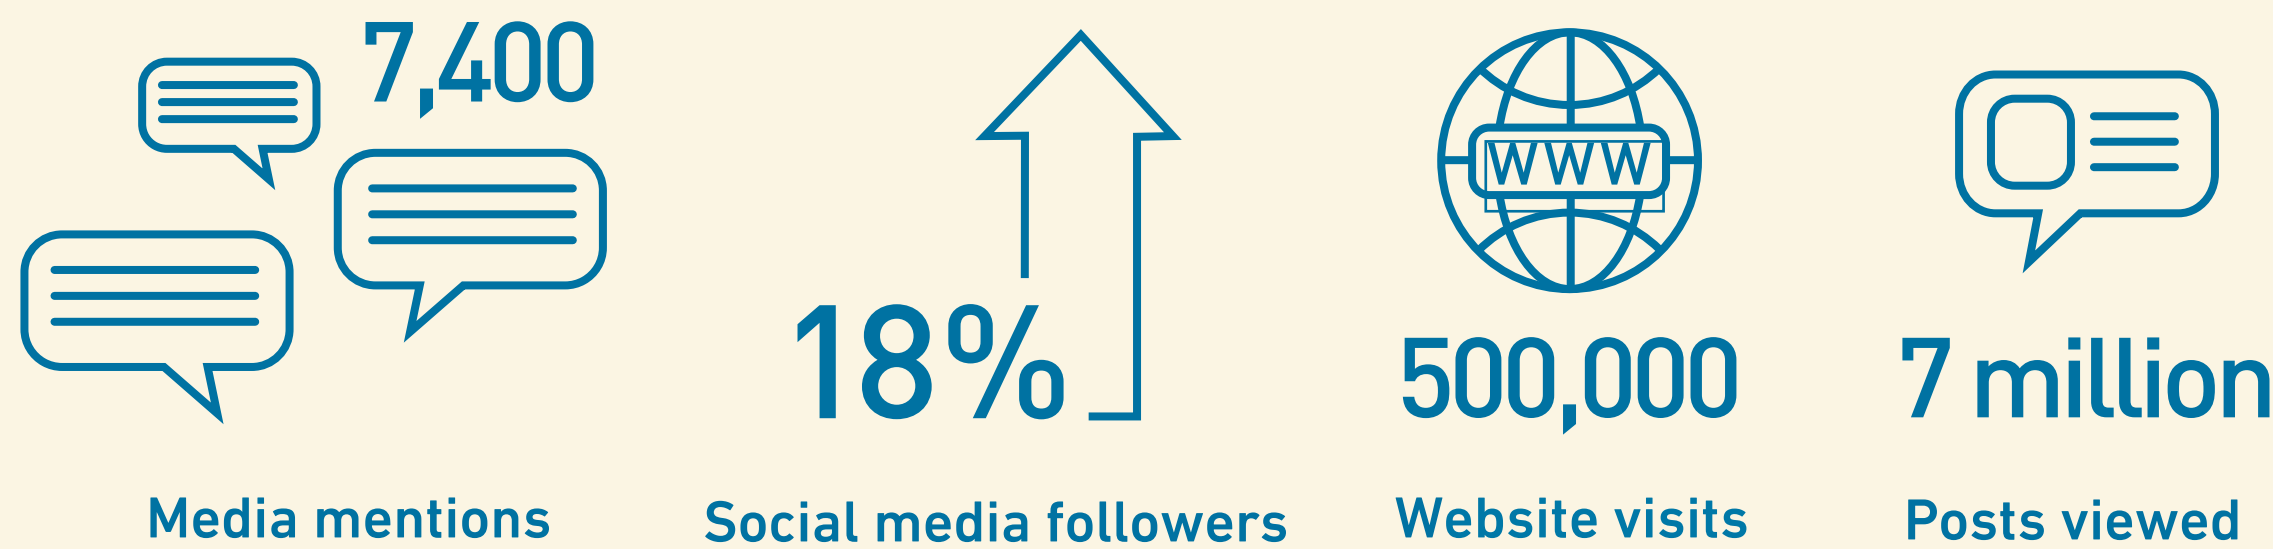 7,400
Media mentions
18%
Social media followers
WWW
500,000
Website visits
7 million
Posts viewed